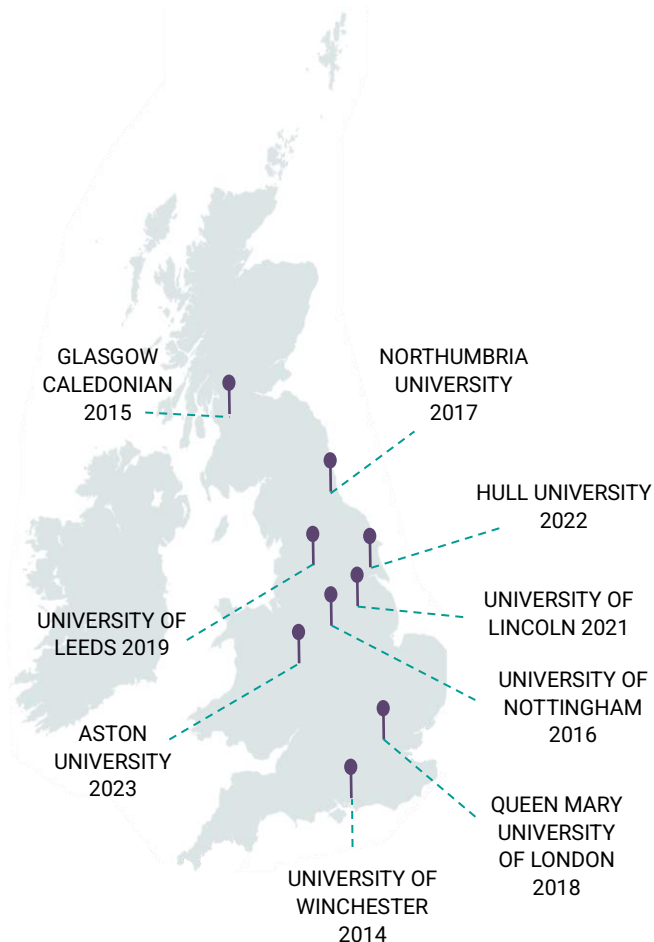 GLASGOW
CALEDONIAN
2015
NORTHUMBRIA
UNIVERSITY
2017
HULL UNIVERSITY
2022
UNIVERSITY OF
LEEDS 2019
UNIVERSITY OF
LINCOLN 2021
UNIVERSITY OF
NOTTINGHAM
2016
ASTON
UNIVERSITY
2023
QUEEN MARY
UNIVERSITY
OF LONDON
2018
UNIVERSITY OF
WINCHESTER
2014